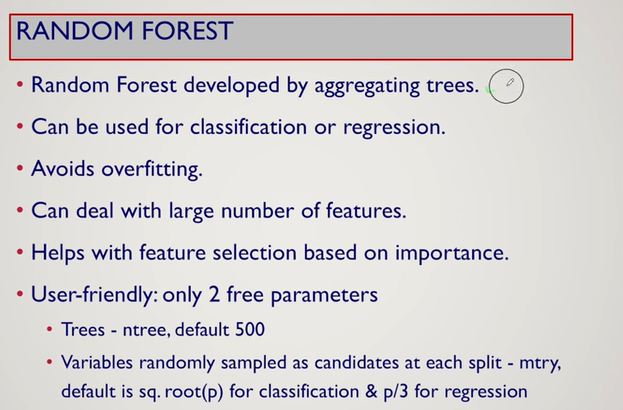 RANDOM FOREST
• Random Forest developed by aggregating trees.
• Can be used for classification or regression.
• Avoids overfitting.
• Can deal with large number of features.
• Helps with feature selection based on importance.
• User-friendly: only 2 free parameters
• Trees - ntree, default 500
• Variables randomly sampled as candidates at each split - mtry,
default is sq. root(p) for classification & p/3 for regression